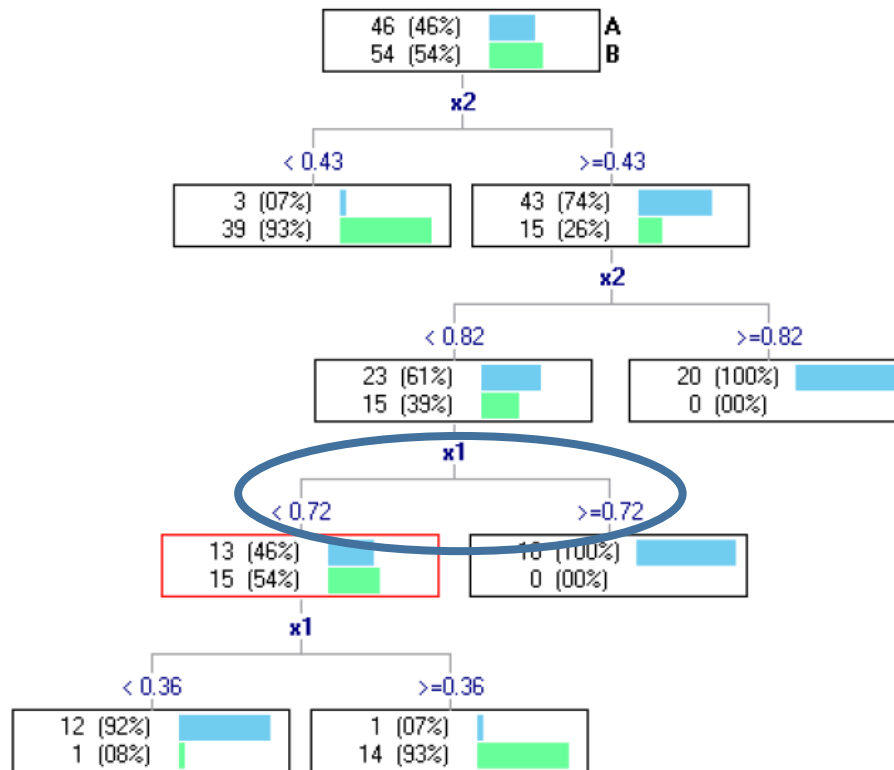 46 (46%) A
54 (54%) B
x2
< 0.43 >=0.43
3 (07%) 43 (74%)
39 (93%) 15 (26%)
x2
< 0.82 >=0.82
23 (61%) 20 (100%)
15 (39%) 0 (00%)
x1
< 0.72 >=0.72
13 (46%) 10 (100%)
15 (54%) 0 (00%)
x1
< 0.36 >=0.36
12 (92%) 1 (07%)
1 (08%) 14 (93%)